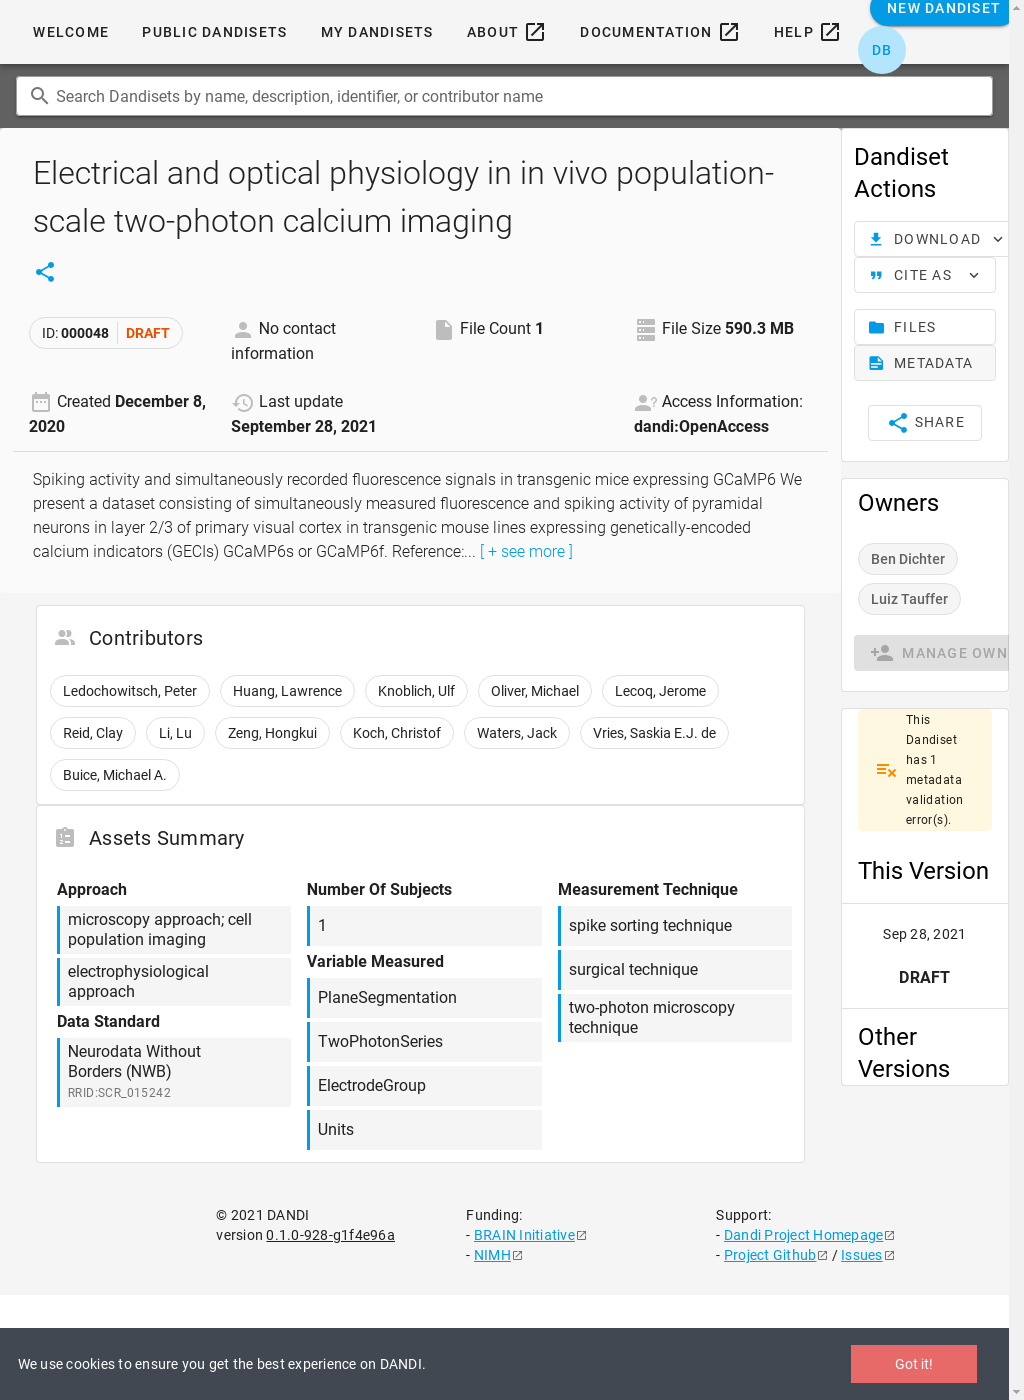 NEW DANDISET
WELCOME
PUBLIC DANDISETS
MY DANDISETS
ABOUT
DOCUMENTATION
HELP
DB
Search Dandisets by name, description, identifier, or contributor name
Electrical and optical physiology in in vivo population-
scale two-photon calcium imaging
ID: 000048
DRAFT
No contact
information
File Count 1
File Size 590.3 MB
Created December 8,
2020
Last update
September 28, 2021
Access Information:
dandi:OpenAccess
Spiking activity and simultaneously recorded fluorescence signals in transgenic mice expressing GCaMP6 We
present a dataset consisting of simultaneously measured fluorescence and spiking activity of pyramidal
neurons in layer 2/3 of primary visual cortex in transgenic mouse lines expressing genetically-encoded
calcium indicators (GECIs) GCaMP6s or GCaMP6f. Reference:... [ + see more ]
Contributors
Ledochowitsch, Peter
Huang, Lawrence
Knoblich, Ulf
Oliver, Michael
Lecoq, Jerome
Reid, Clay
Li, Lu
Zeng, Hongkui
Koch, Christof
Waters, Jack
Vries, Saskia E.J. de
Buice, Michael A.
Assets Summary
Approach
microscopy approach; cell
population imaging
electrophysiological
approach
Data Standard
Neurodata Without
Borders (NWB)
RRID:SCR_015242
Number Of Subjects
1
Variable Measured
PlaneSegmentation
TwoPhotonSeries
ElectrodeGroup
Units
Measurement Technique
spike sorting technique
surgical technique
two-photon microscopy
technique
Dandiset
Actions
DOWNLOAD
CITE AS
FILES
METADATA
SHARE
Owners
Ben Dichter
Luiz Tauffer
MANAGE OWN
This
Dandiset
has 1
metadata
validation
error(s).
This Version
Sep 28, 2021
DRAFT
Other
Versions
© 2021 DANDI
version 0.1.0-928-g1f4e96a
Funding:
- BRAIN Initiative
- NIMH
Support:
- Dandi Project Homepage
- Project Github / Issues
We use cookies to ensure you get the best experience on DANDI.
Got it!